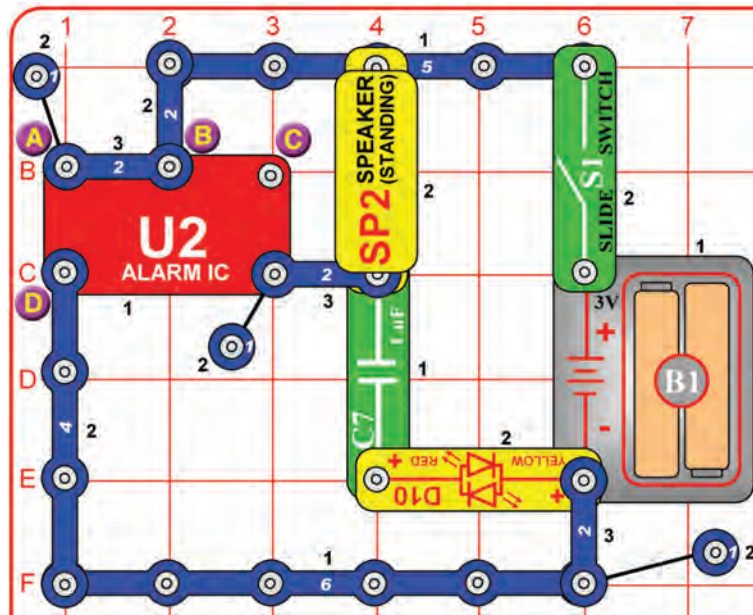 1 2 3 4 5 6 7
2
1
1
5
2
2
A
3
B
C
B
2
SPEAKER
(STANDING)
SP2
2
SLIDE SWITCH
S1
2
U2
ALARM IC
C
D
1
2
3
1
3V
+
-
B1
2
1
1uF
C7
1
D
4
2
2
E
+ RED
YELLOW +
D10
2
3
1
2
F
1
6